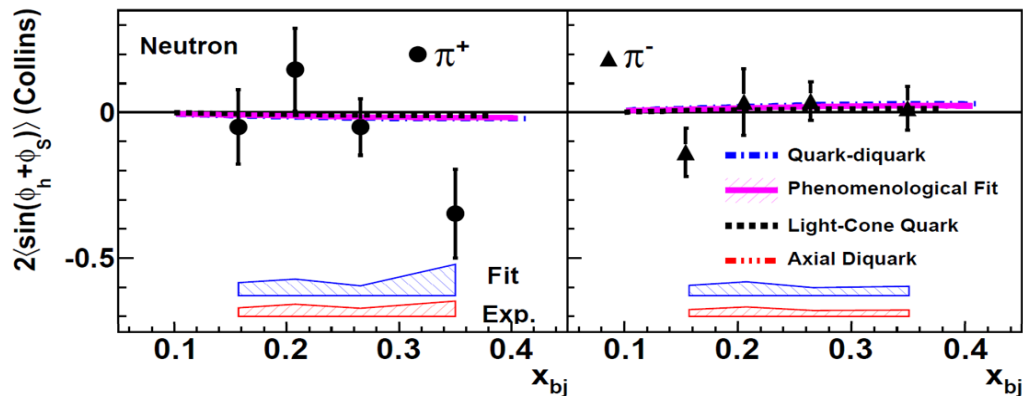 2⟨sin(ϕh+ϕS)⟩ (Collins)
Neutron
π+
π-
0
-0.5
Quark-diquark
Phenomenological Fit
Light-Cone Quark
Axial Diquark
Fit
Exp.
0.1 0.2 0.3 0.4
0.1 0.2 0.3 0.4
xbj
xbj